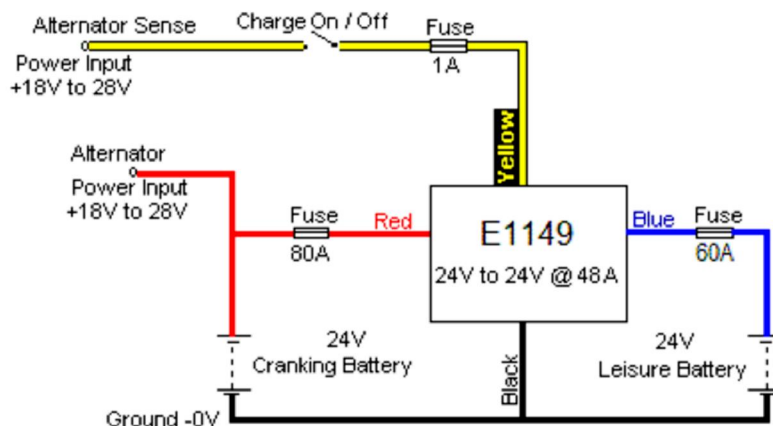 Alternator Sense
Charge On / Off
Fuse
Power Input
+18V to 28V
1A
Yellow
Alternator
Power Input
+18V to 28V
Fuse
Red
80A
E1149
24V to 24V @ 48A
Blue
Fuse
60A
24V
Cranking Battery
Black
24V
Leisure Battery
Ground -0V